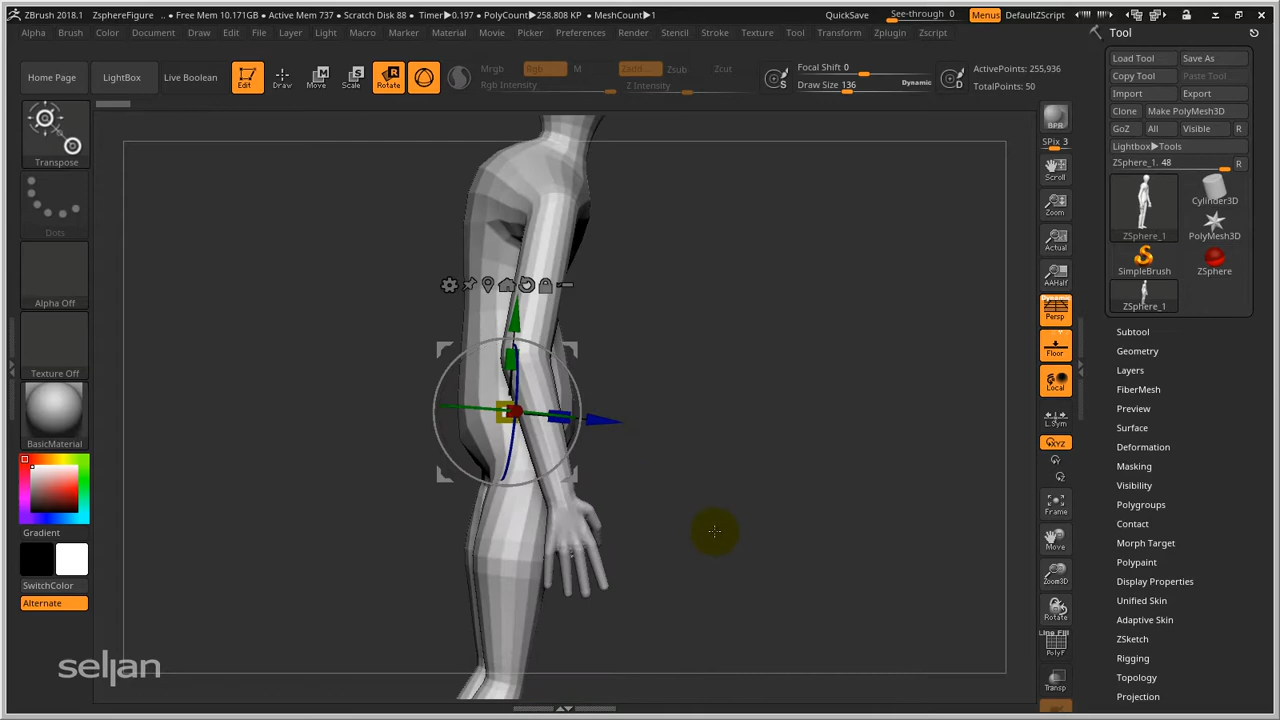 ZBrush 2018.1 ZsphereFigure .. • Free Mem 10.171GB • Active Mem 737 • Scratch Disk 88 • Timer▶0.197 • PolyCount▶258.808 KP • MeshCount▶1 QuickSave See-through 0 Menus DefaultZScript
Alpha Brush Color Document Draw Edit File Layer Light Macro Marker Material Movie Picker Preferences Render Stencil Stroke Texture Tool Transform Zplugin Zscript
Home Page LightBox Live Boolean Edit Draw Move Scale Rotate
Mrgb Rgb M Zadd Zsub Zcut
Rgb Intensity Z Intensity
S Focal Shift 0
Draw Size 136 Dynamic D
ActivePoints: 255,936
TotalPoints: 50
Transpose
Dots
Alpha Off
Texture Off
BasicMaterial
Gradient
SwitchColor
Alternate
seljan
BPR
SPix 3
Scroll
Zoom
Actual
AAHalf
Persp
Floor
Local
L.Sym
XYZ
Y
Z
Frame
Move
Zoom3D
Rotate
Line Fill
PolyF
Transp
Tool
Load Tool Save As
Copy Tool Paste Tool
Import Export
Clone Make PolyMesh3D
GoZ All Visible R
Lightbox▶Tools
ZSphere_1. 48 R
ZSphere_1 Cylinder3D
PolyMesh3D
SimpleBrush ZSphere
ZSphere_1
Subtool
Geometry
Layers
FiberMesh
Preview
Surface
Deformation
Masking
Visibility
Polygroups
Contact
Morph Target
Polypaint
Display Properties
Unified Skin
Adaptive Skin
ZSketch
Rigging
Topology
Projection